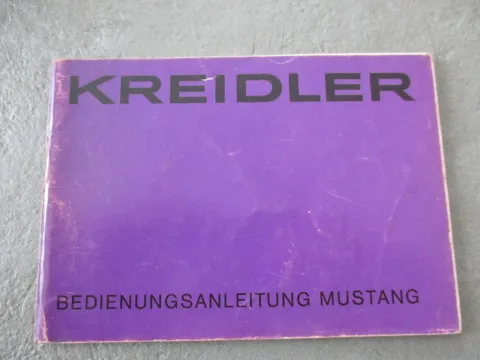 KREIDLER
BEDIENUNGSANLEITUNG MUSTANG